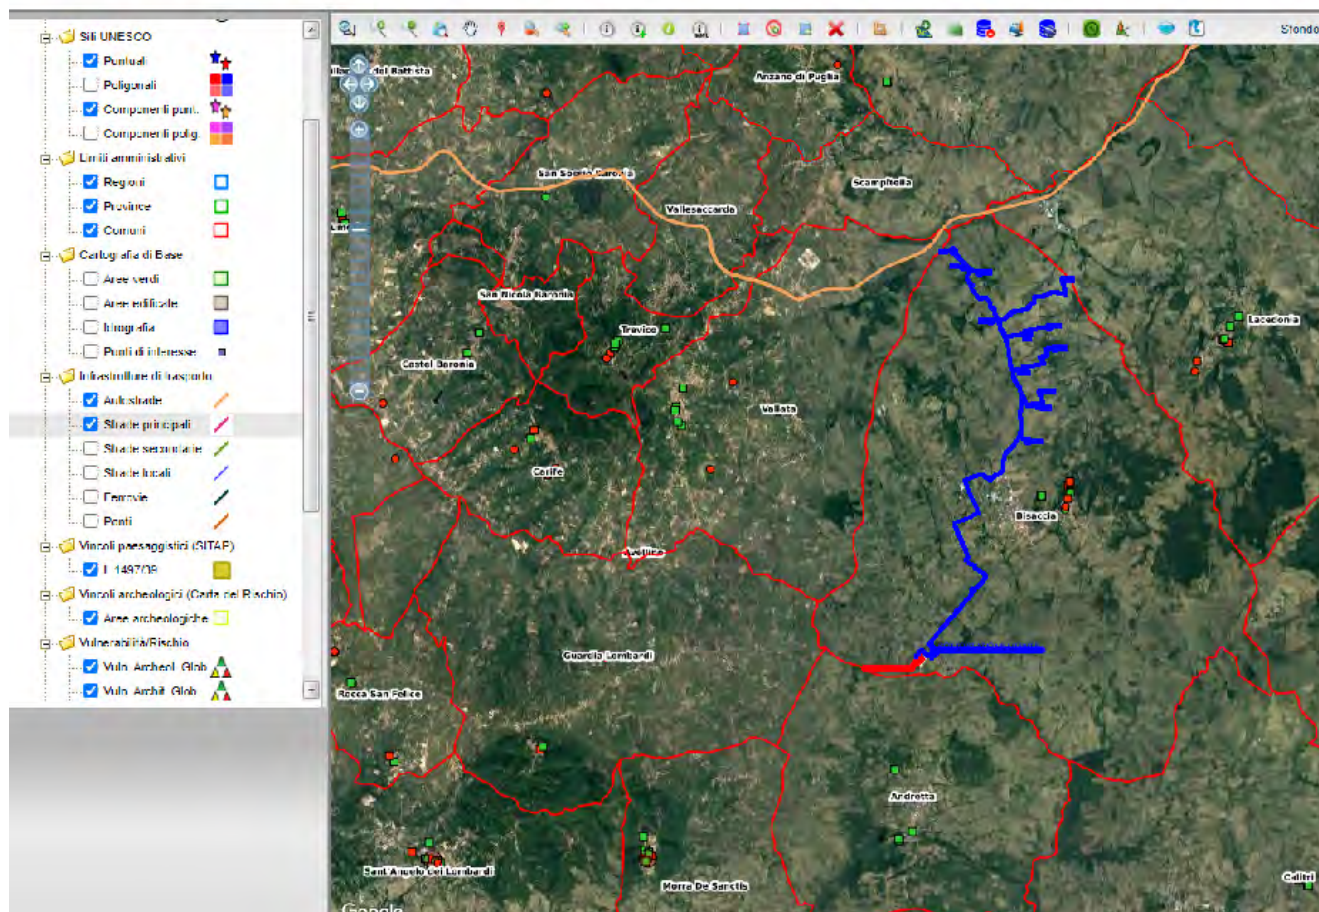 Siti UNESCO
Puntuali
Poligonali
Componenti punt.
Componenti polig.
Limiti amministrativi
Regioni
Province
Comuni
Cartografia di Base
Aree verdi
Aree edificate
Idrografia
Punti di interesse
Infrastrutture di trasporto
Autostrade
Strade principali
Strade secondarie
Strade locali
Ferrovie
Ponti
Vincoli paesaggistici (SITAP)
L. 1497/39
Vincoli archeologici (Carta del Rischio)
Aree archeologiche
Vulnerabilità/Rischio
Vuln. Archeol. Glob
Vuln. Archit. Glob
Sfondo
del Battista
Anzano di Puglia
San Sossio Baronia
Scampitella
Vallesaccarda
San Nicola Baronia
Trevico
Lacedonia
Castel Baronia
Vallata
Carife
Bisaccia
Avellino
Guardia Lombardi
Rocca San Felice
Andretta
Sant'Angelo dei Lombardi
Morra De Sanctis
Calitri
Google